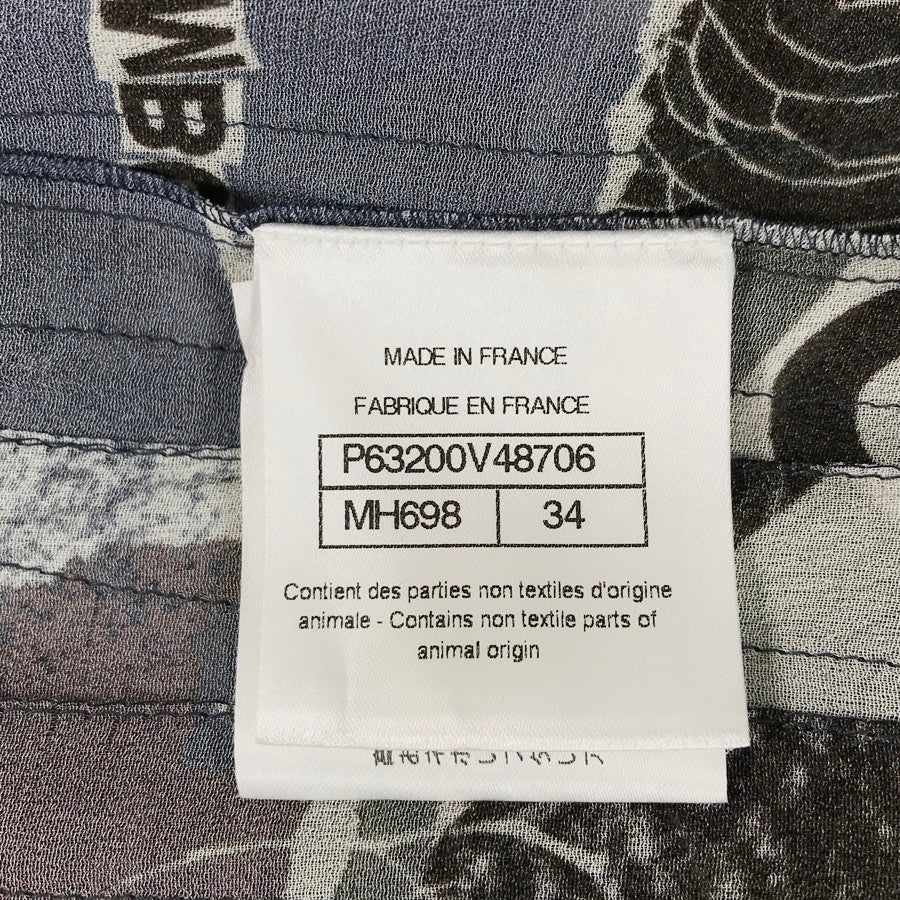 WB
MADE IN FRANCE
FABRIQUE EN FRANCE
P63200V48706
MH698 34
Contient des parties non textiles d'origine
animale - Contains non textile parts of
animal origin